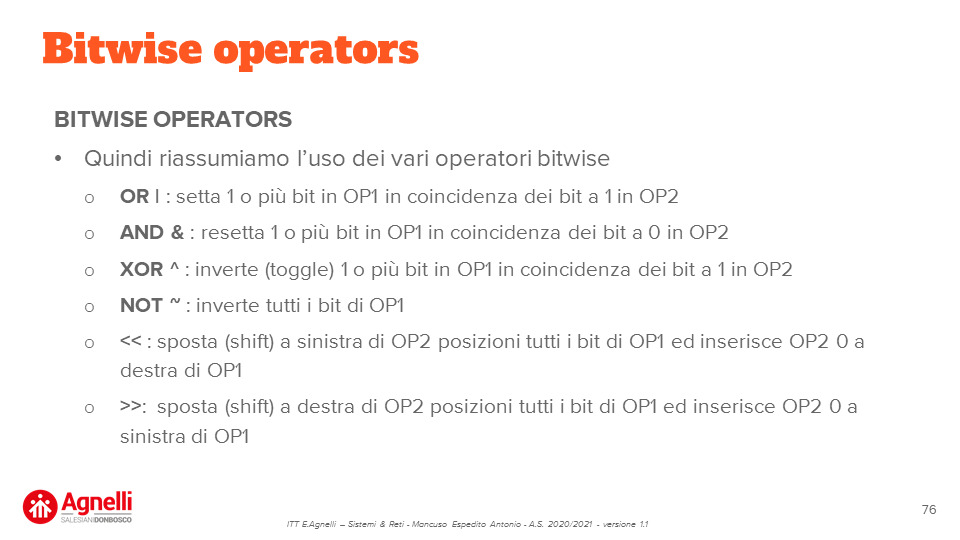 Bitwise operators
BITWISE OPERATORS
• Quindi riassumiamo l'uso dei vari operatori bitwise
o OR | : setta 1 o più bit in OP1 in coincidenza dei bit a 1 in OP2
o AND & : resetta 1 o più bit in OP1 in coincidenza dei bit a 0 in OP2
o XOR ^ : inverte (toggle) 1 o più bit in OP1 in coincidenza dei bit a 1 in OP2
o NOT ~ : inverte tutti i bit di OP1
o << : sposta (shift) a sinistra di OP2 posizioni tutti i bit di OP1 ed inserisce OP2 0 a
destra di OP1
o >>: sposta (shift) a destra di OP2 posizioni tutti i bit di OP1 ed inserisce OP2 0 a
sinistra di OP1
Agnelli
SALESIANI DONBOSCO
ITT E.Agnelli – Sistemi & Reti - Mancuso Espedito Antonio - A.S. 2020/2021 - versione 1.1
76